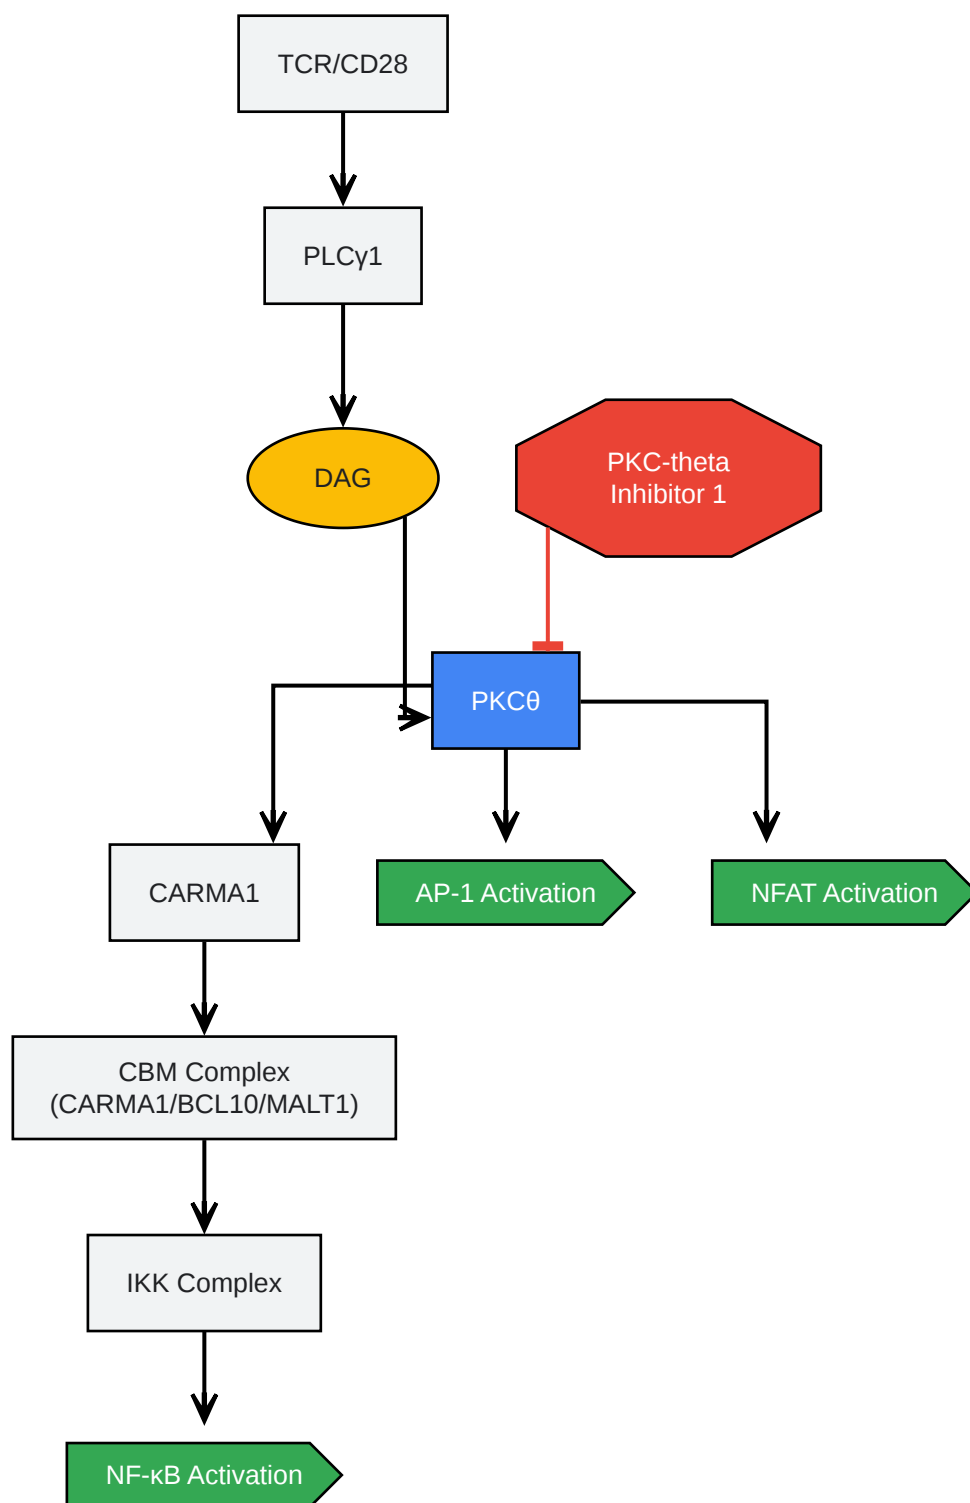 TCR/CD28
PLCγ1
DAG
PKC-theta
Inhibitor 1
PKCθ
CARMA1
AP-1 Activation
NFAT Activation
CBM Complex
(CARMA1/BCL10/MALT1)
IKK Complex
NF-κB Activation